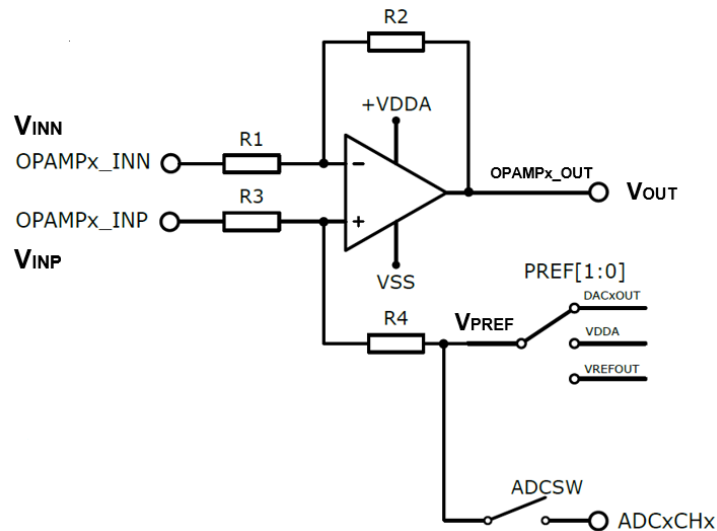 R2
+VDDA
VINN
R1
OPAMPx_INN
OPAMPx_OUT
VOUT
R3
OPAMPx_INP
VINP
VSS
PREF[1:0]
DACxOUT
R4
VPREF
VDDA
VREFOUT
ADCSW
ADCxCHx